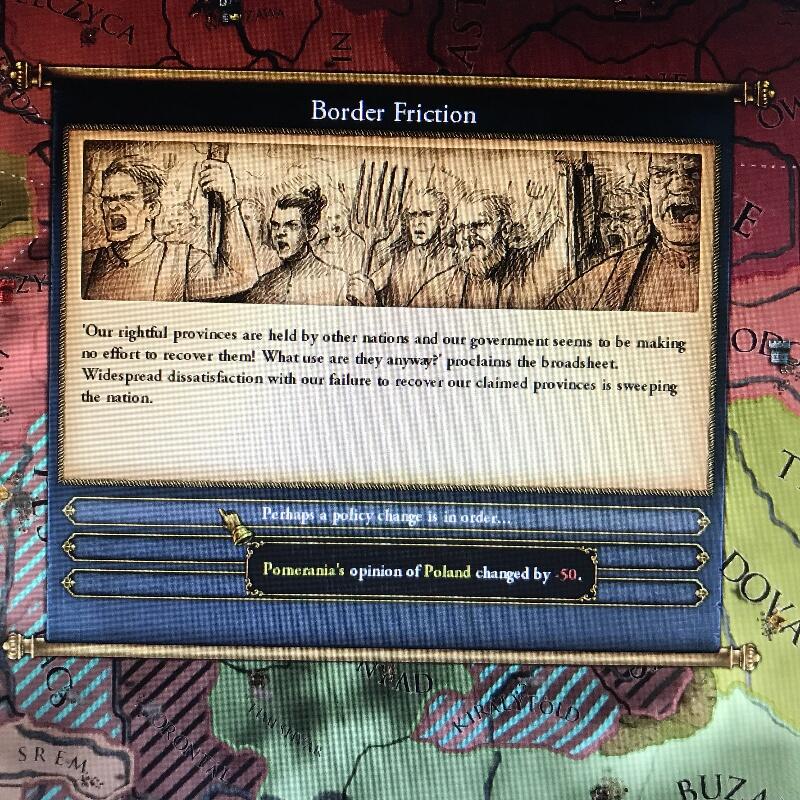 Border Friction
'Our rightful provinces are held by other nations and our government seems to be making
no effort to recover them! What use are they anyway?' proclaims the broadsheet.
Widespread dissatisfaction with our failure to recover our claimed provinces is sweeping
the nation.
Perhaps a policy change is in order...
Pomerania's opinion of Poland changed by -50.
DOVA
KIRALYFOLD
SREM
BUZA